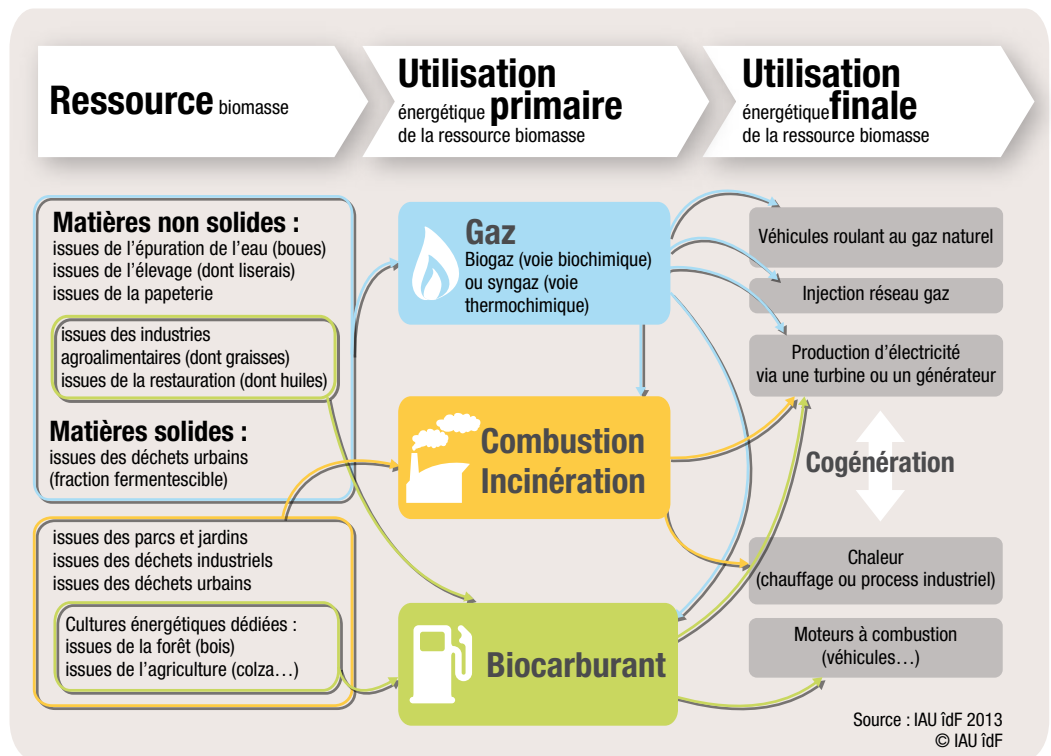 Ressource biomasse
Utilisation
énergétique primaire
de la ressource biomasse
Utilisation
énergétique finale
de la ressource biomasse
Matières non solides :
issues de l'épuration de l'eau (boues)
issues de l'élevage (dont liserais)
issues de la papeterie
issues des industries
agroalimentaires (dont graisses)
issues de la restauration (dont huiles)
Matières solides :
issues des déchets urbains
(fraction fermentescible)
issues des parcs et jardins
issues des déchets industriels
issues des déchets urbains
Cultures énergétiques dédiées :
issues de la forêt (bois)
issues de l'agriculture (colza…)
Gaz
Biogaz (voie biochimique)
ou syngaz (voie
thermochimique)
Combustion
Incinération
Biocarburant
Véhicules roulant au gaz naturel
Injection réseau gaz
Production d'électricité
via une turbine ou un générateur
Cogénération
Chaleur
(chauffage ou process industriel)
Moteurs à combustion
(véhicules…)
Source : IAU îdF 2013
© IAU îdF